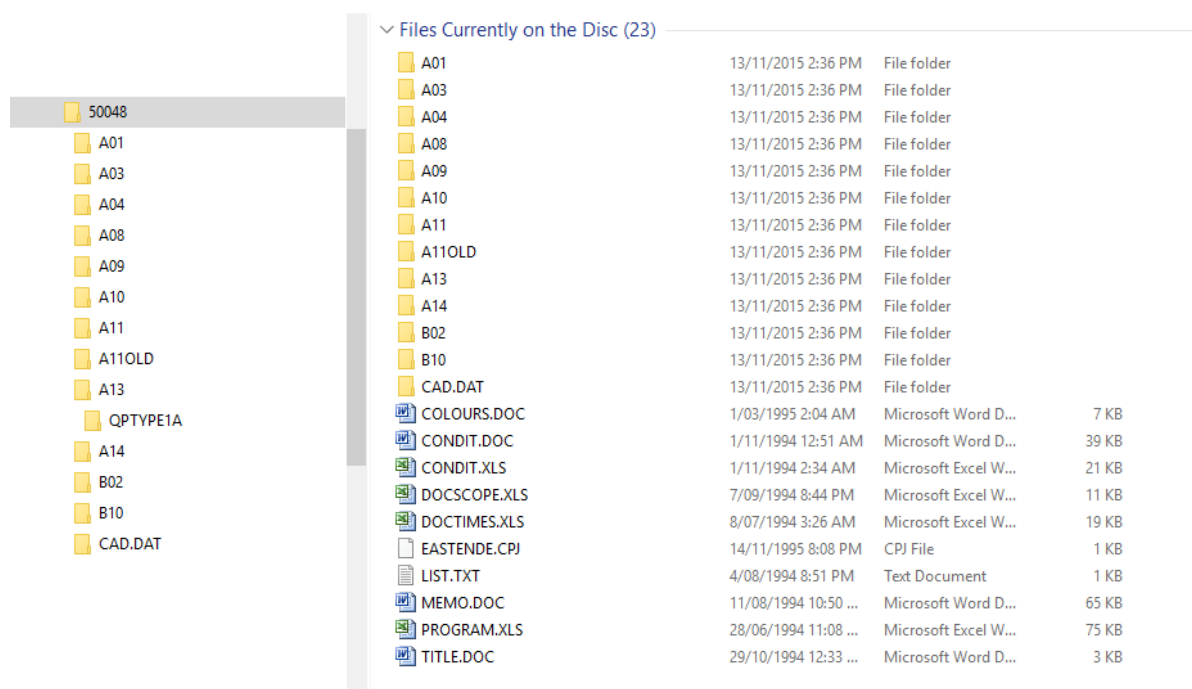 50048
A01
A03
A04
A08
A09
A10
A11
A11OLD
A13
QPTYPE1A
A14
B02
B10
CAD.DAT
Files Currently on the Disc (23)
A01 13/11/2015 2:36 PM File folder
A03 13/11/2015 2:36 PM File folder
A04 13/11/2015 2:36 PM File folder
A08 13/11/2015 2:36 PM File folder
A09 13/11/2015 2:36 PM File folder
A10 13/11/2015 2:36 PM File folder
A11 13/11/2015 2:36 PM File folder
A11OLD 13/11/2015 2:36 PM File folder
A13 13/11/2015 2:36 PM File folder
A14 13/11/2015 2:36 PM File folder
B02 13/11/2015 2:36 PM File folder
B10 13/11/2015 2:36 PM File folder
CAD.DAT 13/11/2015 2:36 PM File folder
COLOURS.DOC 1/03/1995 2:04 AM Microsoft Word D... 7 KB
CONDIT.DOC 1/11/1994 12:51 AM Microsoft Word D... 39 KB
CONDIT.XLS 1/11/1994 2:34 AM Microsoft Excel W... 21 KB
DOCSCOPE.XLS 7/09/1994 8:44 PM Microsoft Excel W... 11 KB
DOCTIMES.XLS 8/07/1994 3:26 AM Microsoft Excel W... 19 KB
EASTENDE.CPJ 14/11/1995 8:08 PM CPJ File 1 KB
LIST.TXT 4/08/1994 8:51 PM Text Document 1 KB
MEMO.DOC 11/08/1994 10:50 ... Microsoft Word D... 65 KB
PROGRAM.XLS 28/06/1994 11:08 ... Microsoft Excel W... 75 KB
TITLE.DOC 29/10/1994 12:33 ... Microsoft Word D... 3 KB